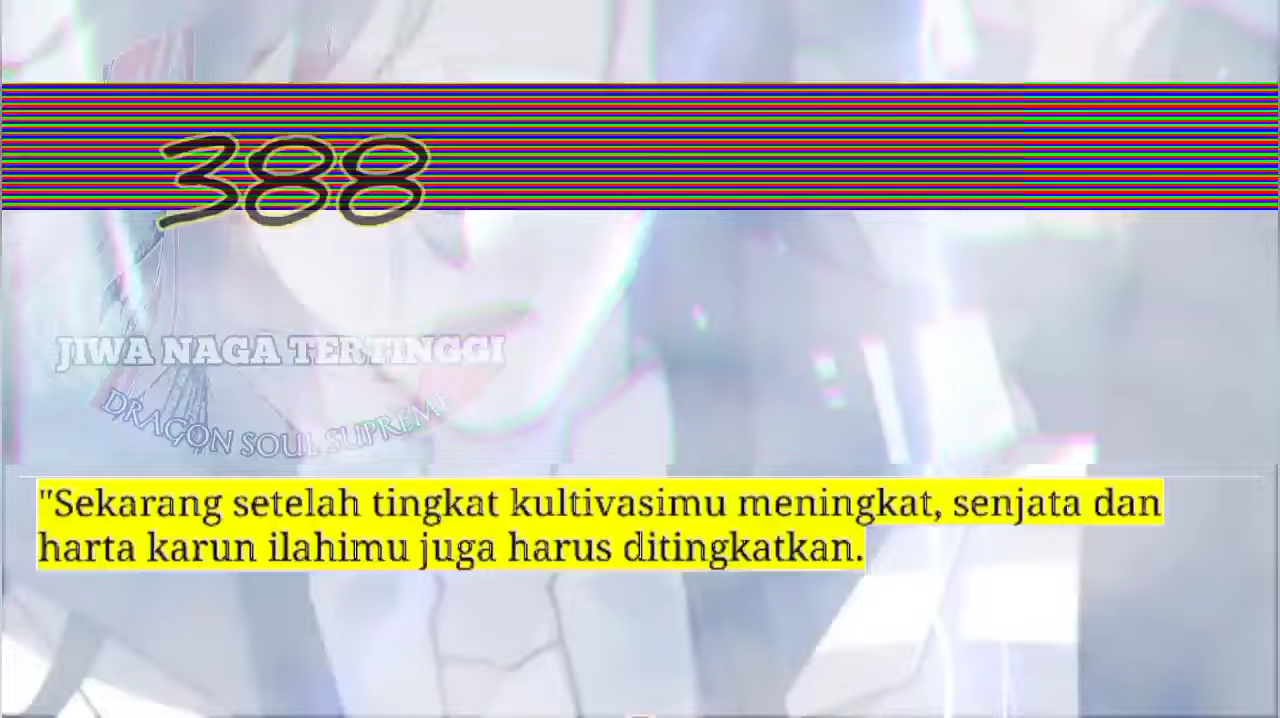 388
JIWA NAGA TERTINGGI
DRAGON SOUL SUPREME
"Sekarang setelah tingkat kultivasimu meningkat, senjata dan
harta karun ilahimu juga harus ditingkatkan.